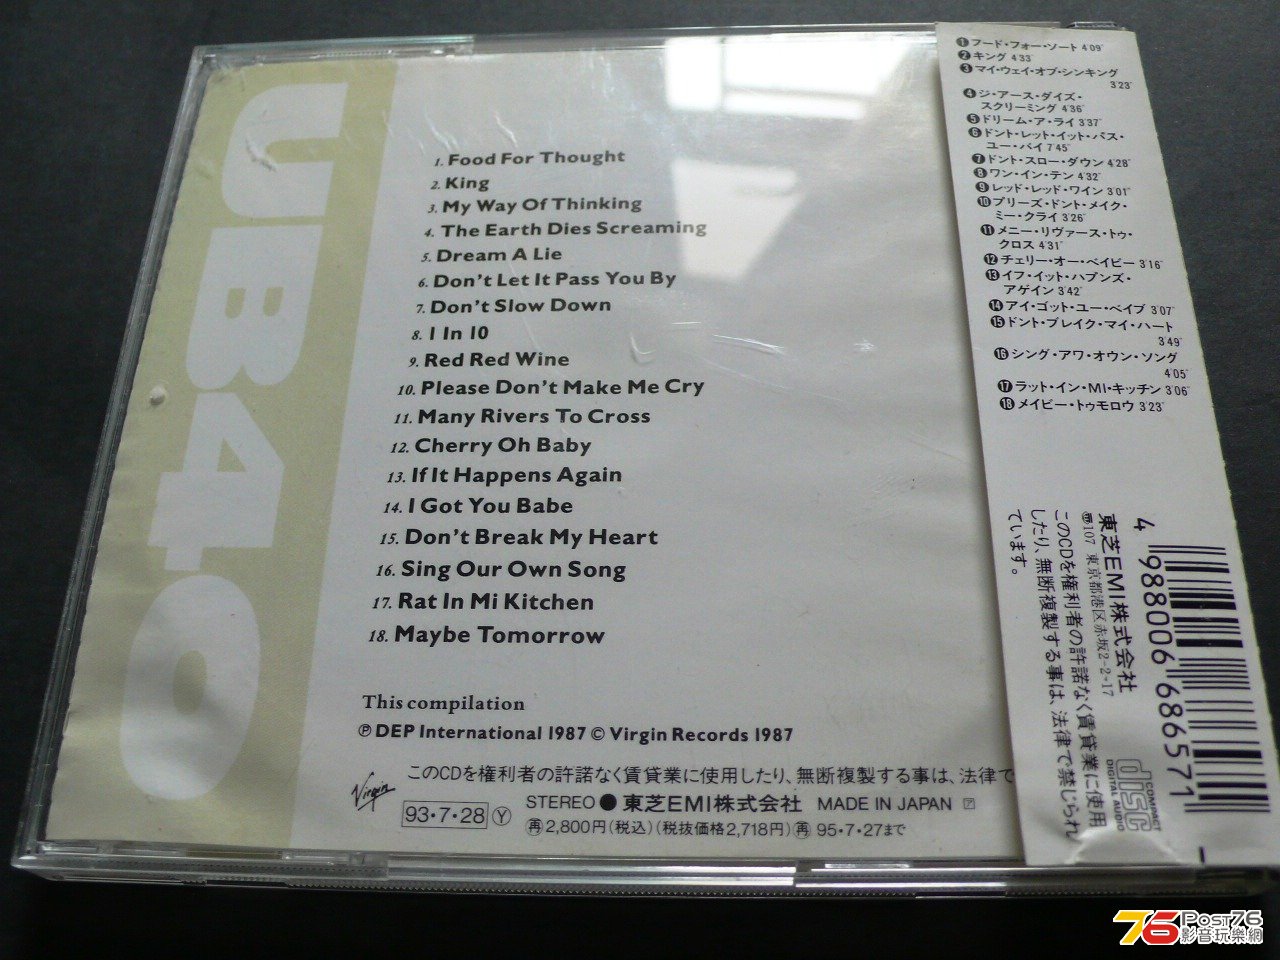 UB40
1. Food For Thought
2. King
3. My Way Of Thinking
4. The Earth Dies Screaming
5. Dream A Lie
6. Don't Let It Pass You By
7. Don't Slow Down
8. 1 In 10
9. Red Red Wine
10. Please Don't Make Me Cry
11. Many Rivers To Cross
12. Cherry Oh Baby
13. If It Happens Again
14. I Got You Babe
15. Don't Break My Heart
16. Sing Our Own Song
17. Rat In Mi Kitchen
18. Maybe Tomorrow
This compilation
℗ DEP International 1987 © Virgin Records 1987
このCDを権利者の許諾なく賃貸業に使用したり、無断複製する事は、法律で
Virgin
93・7・28 Ⓨ STEREO ● 東芝EMI株式会社 MADE IN JAPAN
再 2,800円(税込)(税抜価格2,718円) 再 95・7・27まで
❶ フード・フォー・ソート 4'09"
❷ キング 4'33"
❸ マイ・ウェイ・オブ・シンキング
3'23"
❹ ジ・アース・ダイズ・
スクリーミング 4'36"
❺ ドリーム・ア・ライ 3'37"
❻ ドント・レット・イット・パス・
ユー・バイ 7'45"
❼ ドント・スロー・ダウン 4'28"
❽ ワン・イン・テン 4'32"
❾ レッド・レッド・ワイン 3'01"
❿ プリーズ・ドント・メイク・
ミー・クライ 3'26"
⓫ メニー・リヴァース・トゥ・
クロス 4'31"
⓬ チェリー・オー・ベイビー 3'16"
⓭ イフ・イット・ハプンズ・
アゲイン 3'42"
⓮ アイ・ゴット・ユー・ベイブ 3'07"
⓯ ドント・ブレイク・マイ・ハート
3'49"
⓰ シング・アワ・オウン・ソング
4'05"
⓱ ラット・イン・MI・キッチン 3'06"
⓲ メイビー・トゥモロウ 3'23"
4 988006 686571
東芝EMI株式会社
〠107 東京都港区赤坂2-2-17
このCDを権利者の許諾なく賃貸業に使用
したり、無断複製する事は、法律で禁じられ
ています。
COMPACT
disc
DIGITAL AUDIO
76 Post76
影音玩樂網